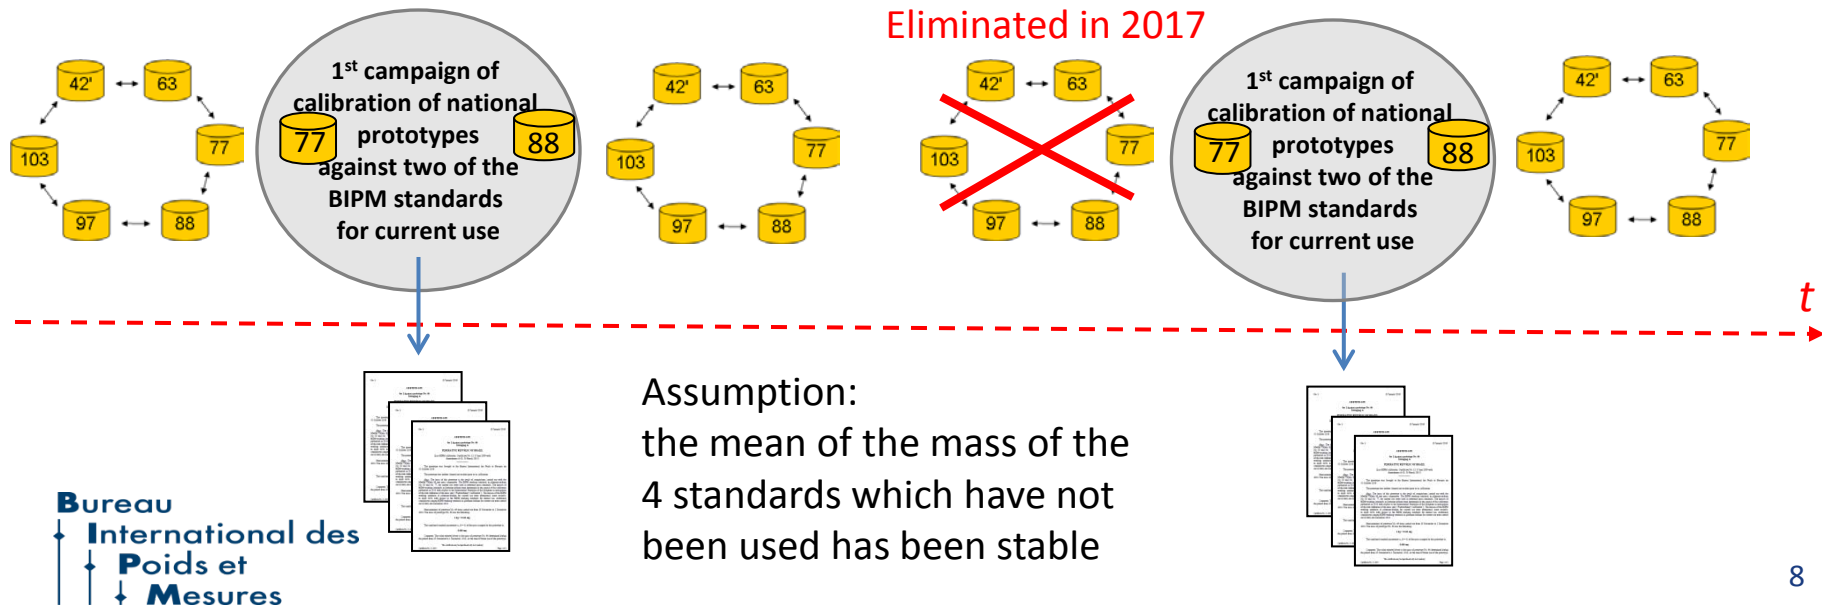 Eliminated in 2017
42'
63
103
77
97
88
1st campaign of
calibration of national
prototypes
against two of the
BIPM standards
for current use
77
88
42'
63
103
77
97
88
42'
63
103
77
97
88
1st campaign of
calibration of national
prototypes
against two of the
BIPM standards
for current use
77
88
42'
63
103
77
97
88
t
Assumption:
the mean of the mass of the
4 standards which have not
been used has been stable
Bureau
International des
Poids et
Mesures
8